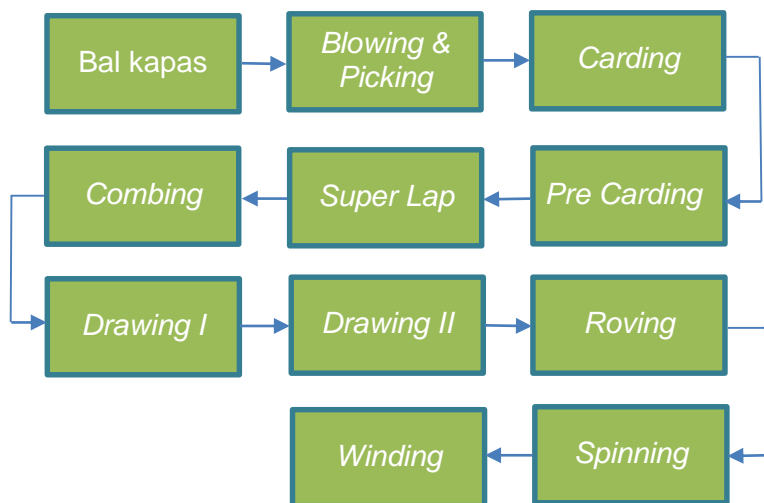 Bal kapas
Blowing &
Picking
Carding
Pre Carding
Super Lap
Combing
Drawing I
Drawing II
Roving
Spinning
Winding